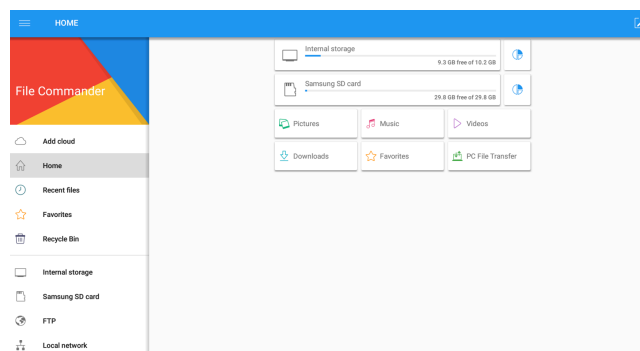 HOME
File Commander
Add cloud
Home
Recent files
Favorites
Recycle Bin
Internal storage
Samsung SD card
FTP
Local network
Internal storage
9.3 GB free of 10.2 GB
Samsung SD card
29.8 GB free of 29.8 GB
Pictures
Music
Videos
Downloads
Favorites
PC File Transfer